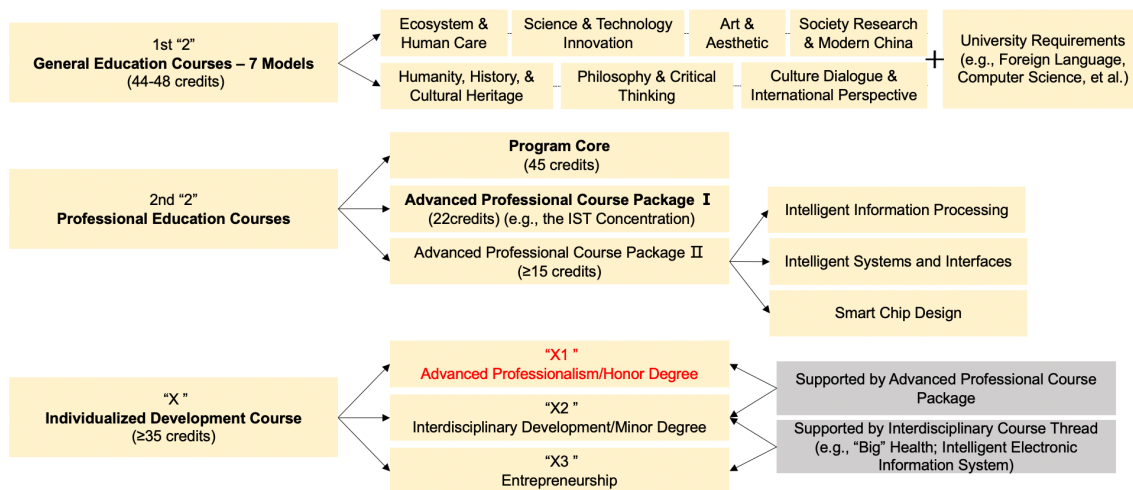 1st “2”
General Education Courses – 7 Models
(44-48 credits)
Ecosystem &
Human Care
Science & Technology
Innovation
Art &
Aesthetic
Society Research
& Modern China
Humanity, History, &
Cultural Heritage
Philosophy & Critical
Thinking
Culture Dialogue &
International Perspective
+
University Requirements
(e.g., Foreign Language,
Computer Science, et al.)
2nd “2”
Professional Education Courses
Program Core
(45 credits)
Advanced Professional Course Package Ⅰ
(22credits) (e.g., the IST Concentration)
Advanced Professional Course Package Ⅱ
(≥15 credits)
Intelligent Information Processing
Intelligent Systems and Interfaces
Smart Chip Design
“X ”
Individualized Development Course
(≥35 credits)
“X1 ”
Advanced Professionalism/Honor Degree
“X2 ”
Interdisciplinary Development/Minor Degree
“X3 ”
Entrepreneurship
Supported by Advanced Professional Course
Package
Supported by Interdisciplinary Course Thread
(e.g., “Big” Health; Intelligent Electronic
Information System)